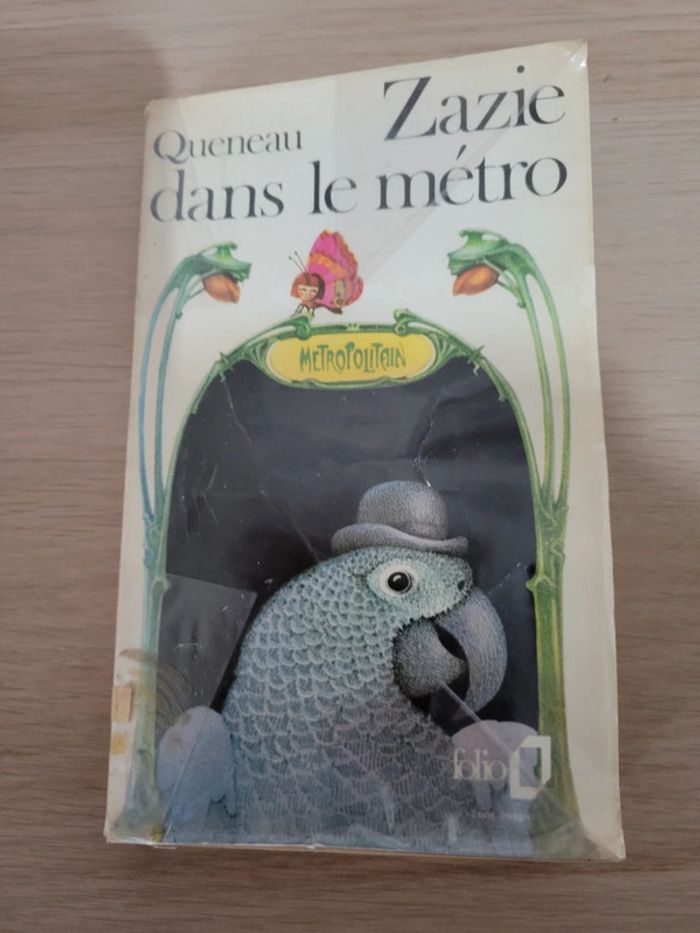 Queneau Zazie
dans le métro
METROPOLITAIN
folio